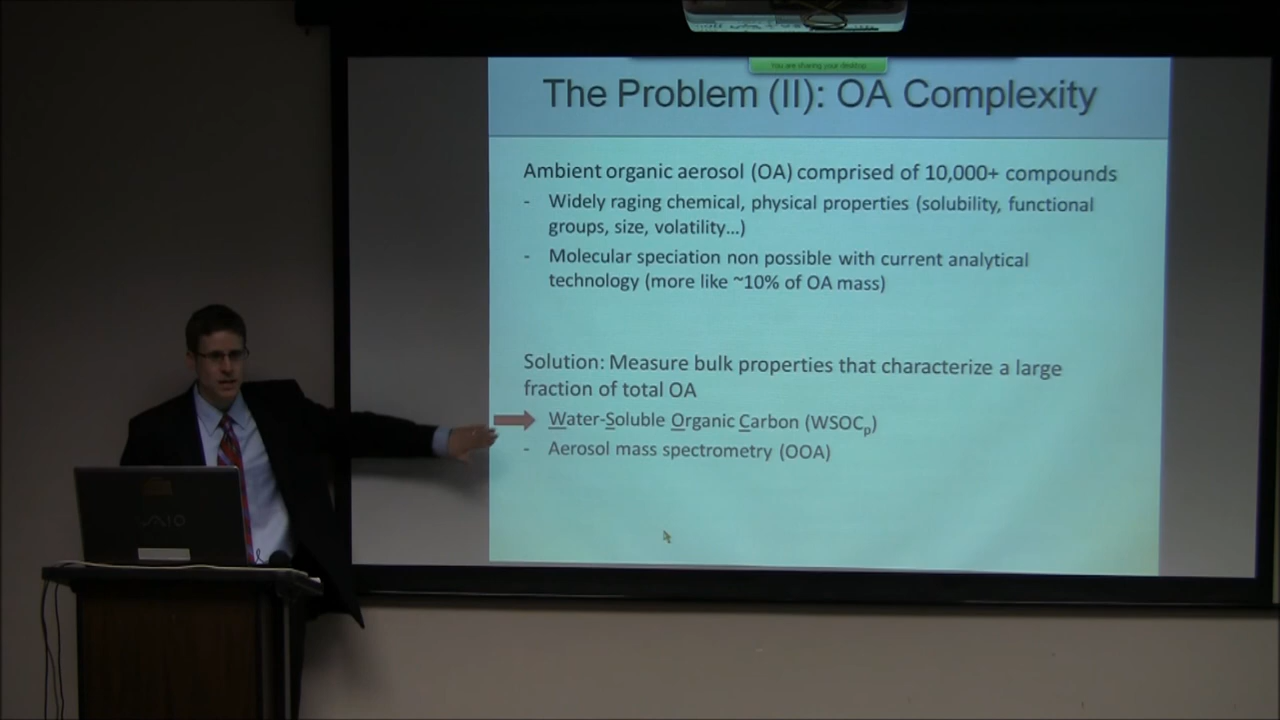 You are sharing your desktop
The Problem (II): OA Complexity
Ambient organic aerosol (OA) comprised of 10,000+ compounds
- Widely raging chemical, physical properties (solubility, functional
groups, size, volatility...)
- Molecular speciation non possible with current analytical
technology (more like ~10% of OA mass)
Solution: Measure bulk properties that characterize a large
fraction of total OA
Water-Soluble Organic Carbon (WSOCp)
- Aerosol mass spectrometry (OOA)
VAIO